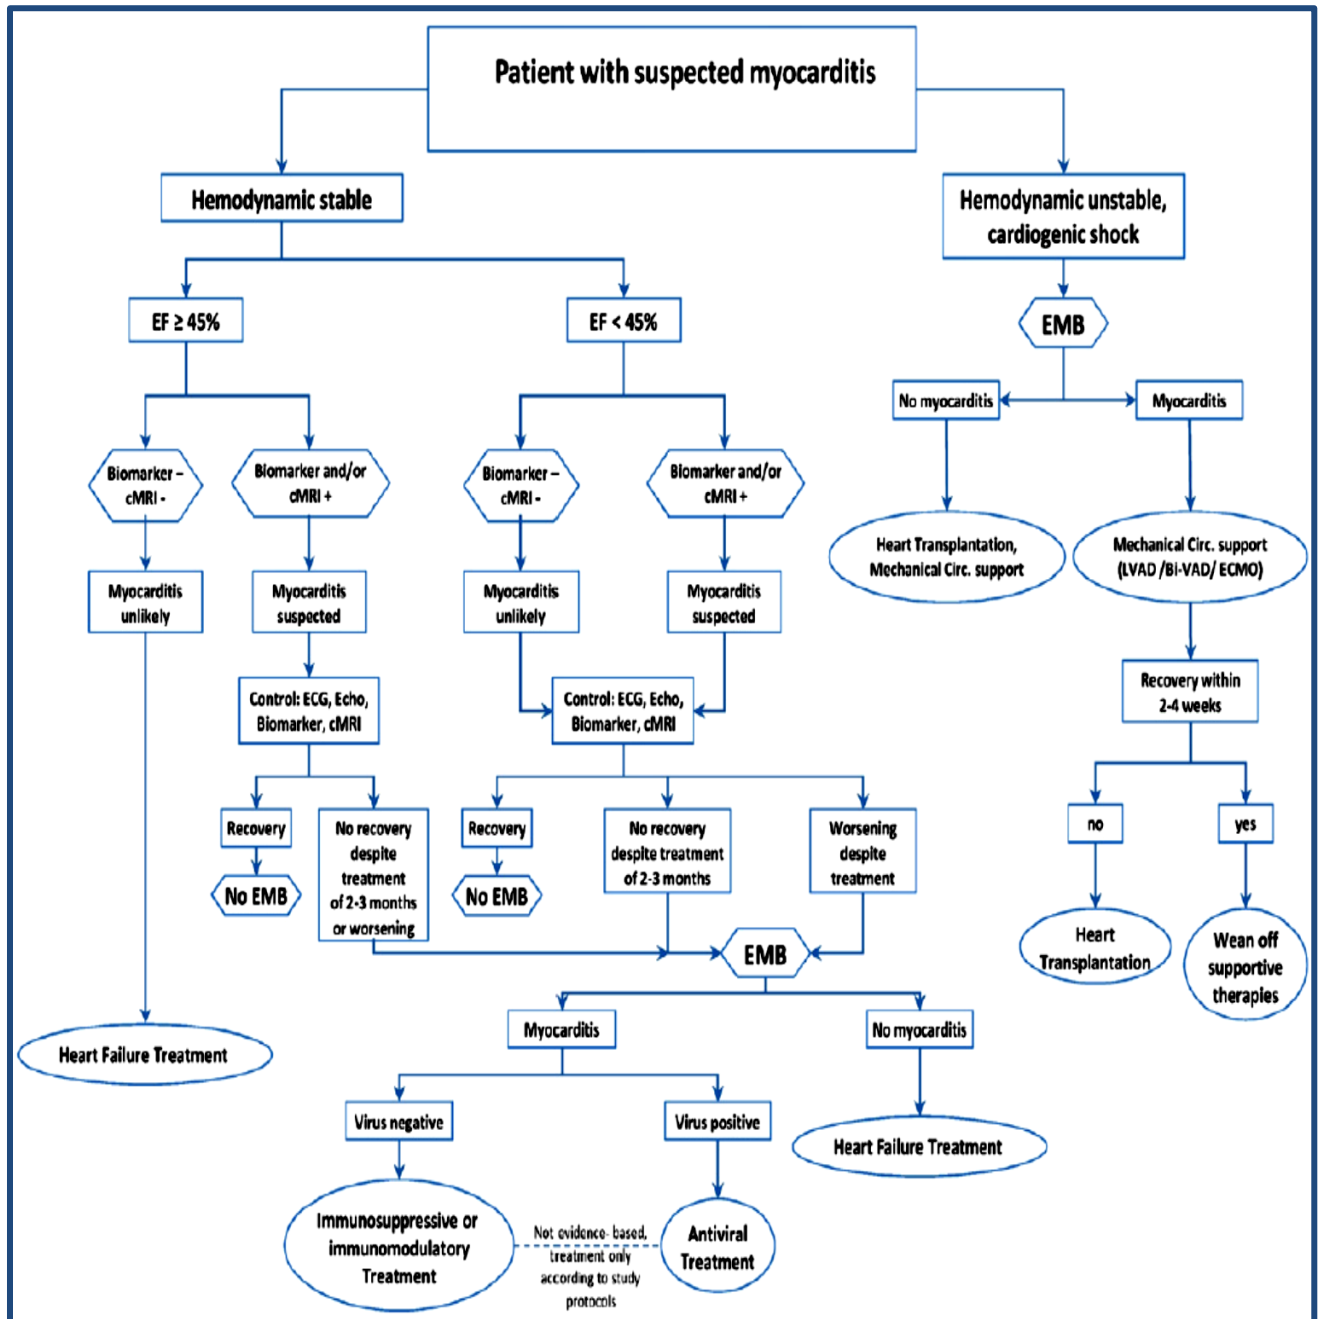 Patient with suspected myocarditis
Hemodynamic stable
Hemodynamic unstable,
cardiogenic shock
EF ≥ 45%
EF < 45%
EMB
No myocarditis
Myocarditis
Biomarker –
cMRI -
Biomarker and/or
cMRI +
Biomarker –
cMRI -
Biomarker and/or
cMRI +
Heart Transplantation,
Mechanical Circ. support
Mechanical Circ. support
(LVAD /Bi-VAD/ ECMO)
Myocarditis
unlikely
Myocarditis
suspected
Myocarditis
unlikely
Myocarditis
suspected
Recovery within
2-4 weeks
Control: ECG, Echo,
Biomarker, cMRI
Control: ECG, Echo,
Biomarker, cMRI
Recovery
No recovery
despite
treatment
of 2-3 months
or worsening
Recovery
No recovery
despite treatment
of 2-3 months
Worsening
despite
treatment
no
yes
No EMB
No EMB
EMB
Heart
Transplantation
Wean off
supportive
therapies
Myocarditis
No myocarditis
Heart Failure Treatment
Virus negative
Virus positive
Heart Failure Treatment
Immunosuppressive or
immunomodulatory
Treatment
Not evidence- based,
treatment only
according to study
protocols
Antiviral
Treatment